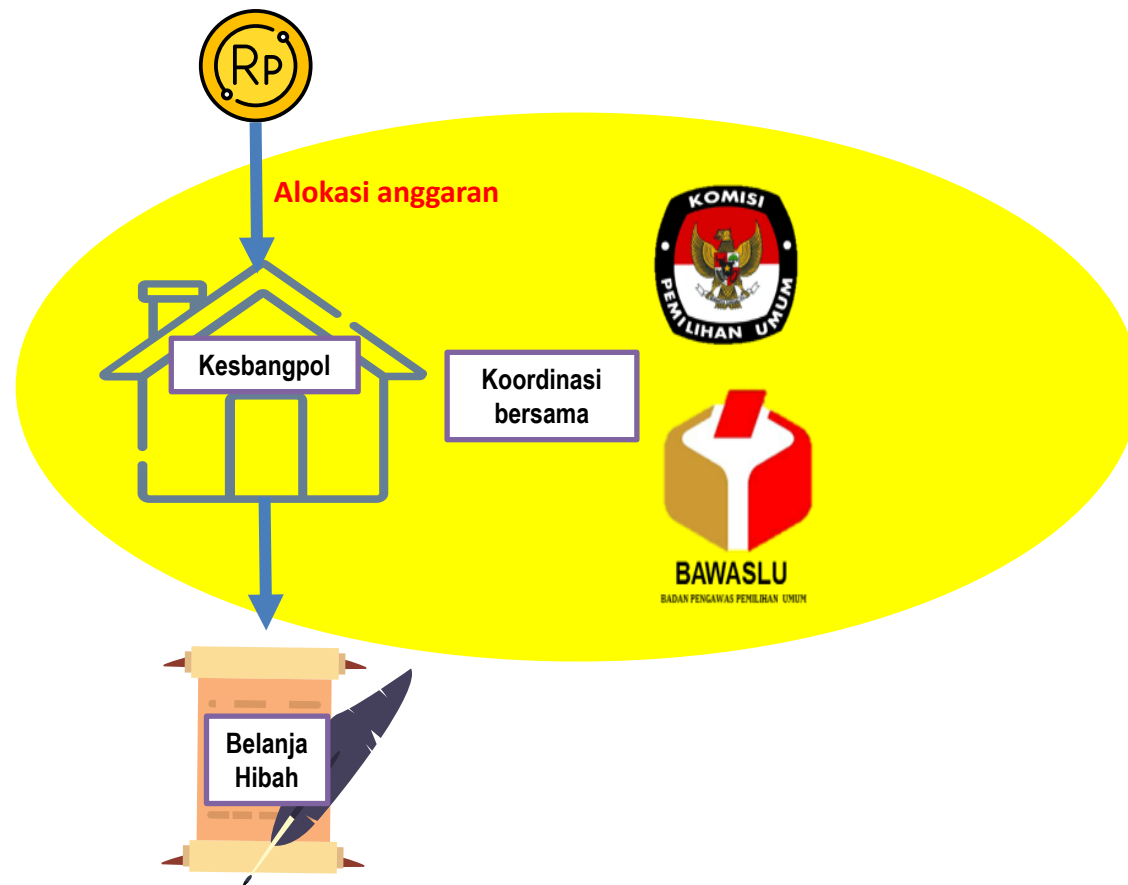 Rp
Alokasi anggaran
KOMISI
PEMILIHAN UMUM
Kesbangpol
Koordinasi
bersama
BAWASLU
BADAN PENGAWAS PEMILIHAN UMUM
Belanja
Hibah